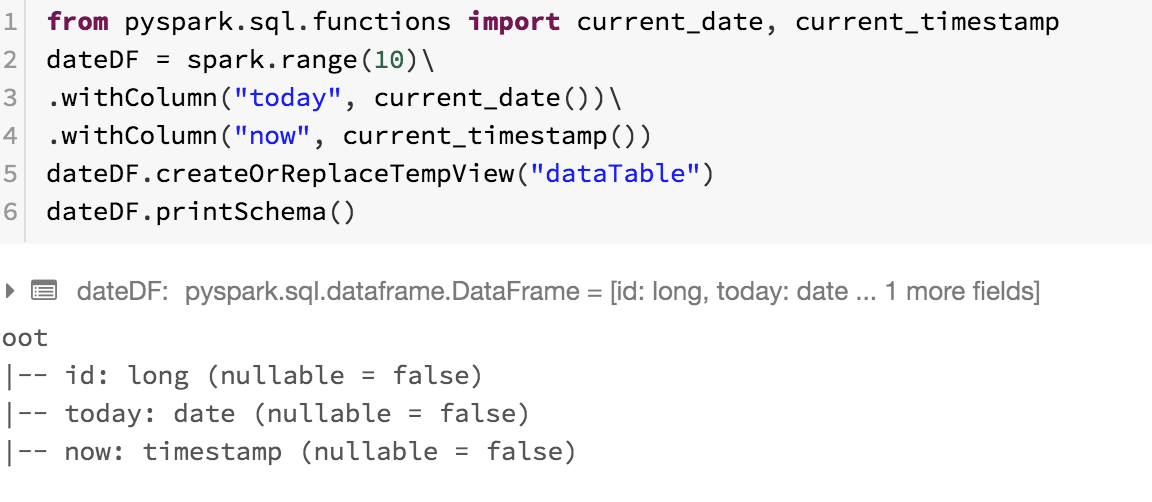 1 from pyspark.sql.functions import current_date, current_timestamp
2 dateDF = spark.range(10)\
3 .withColumn("today", current_date())\
4 .withColumn("now", current_timestamp())
5 dateDF.createOrReplaceTempView("dataTable")
6 dateDF.printSchema()
dateDF: pyspark.sql.dataframe.DataFrame = [id: long, today: date ... 1 more fields]
oot
|-- id: long (nullable = false)
|-- today: date (nullable = false)
|-- now: timestamp (nullable = false)